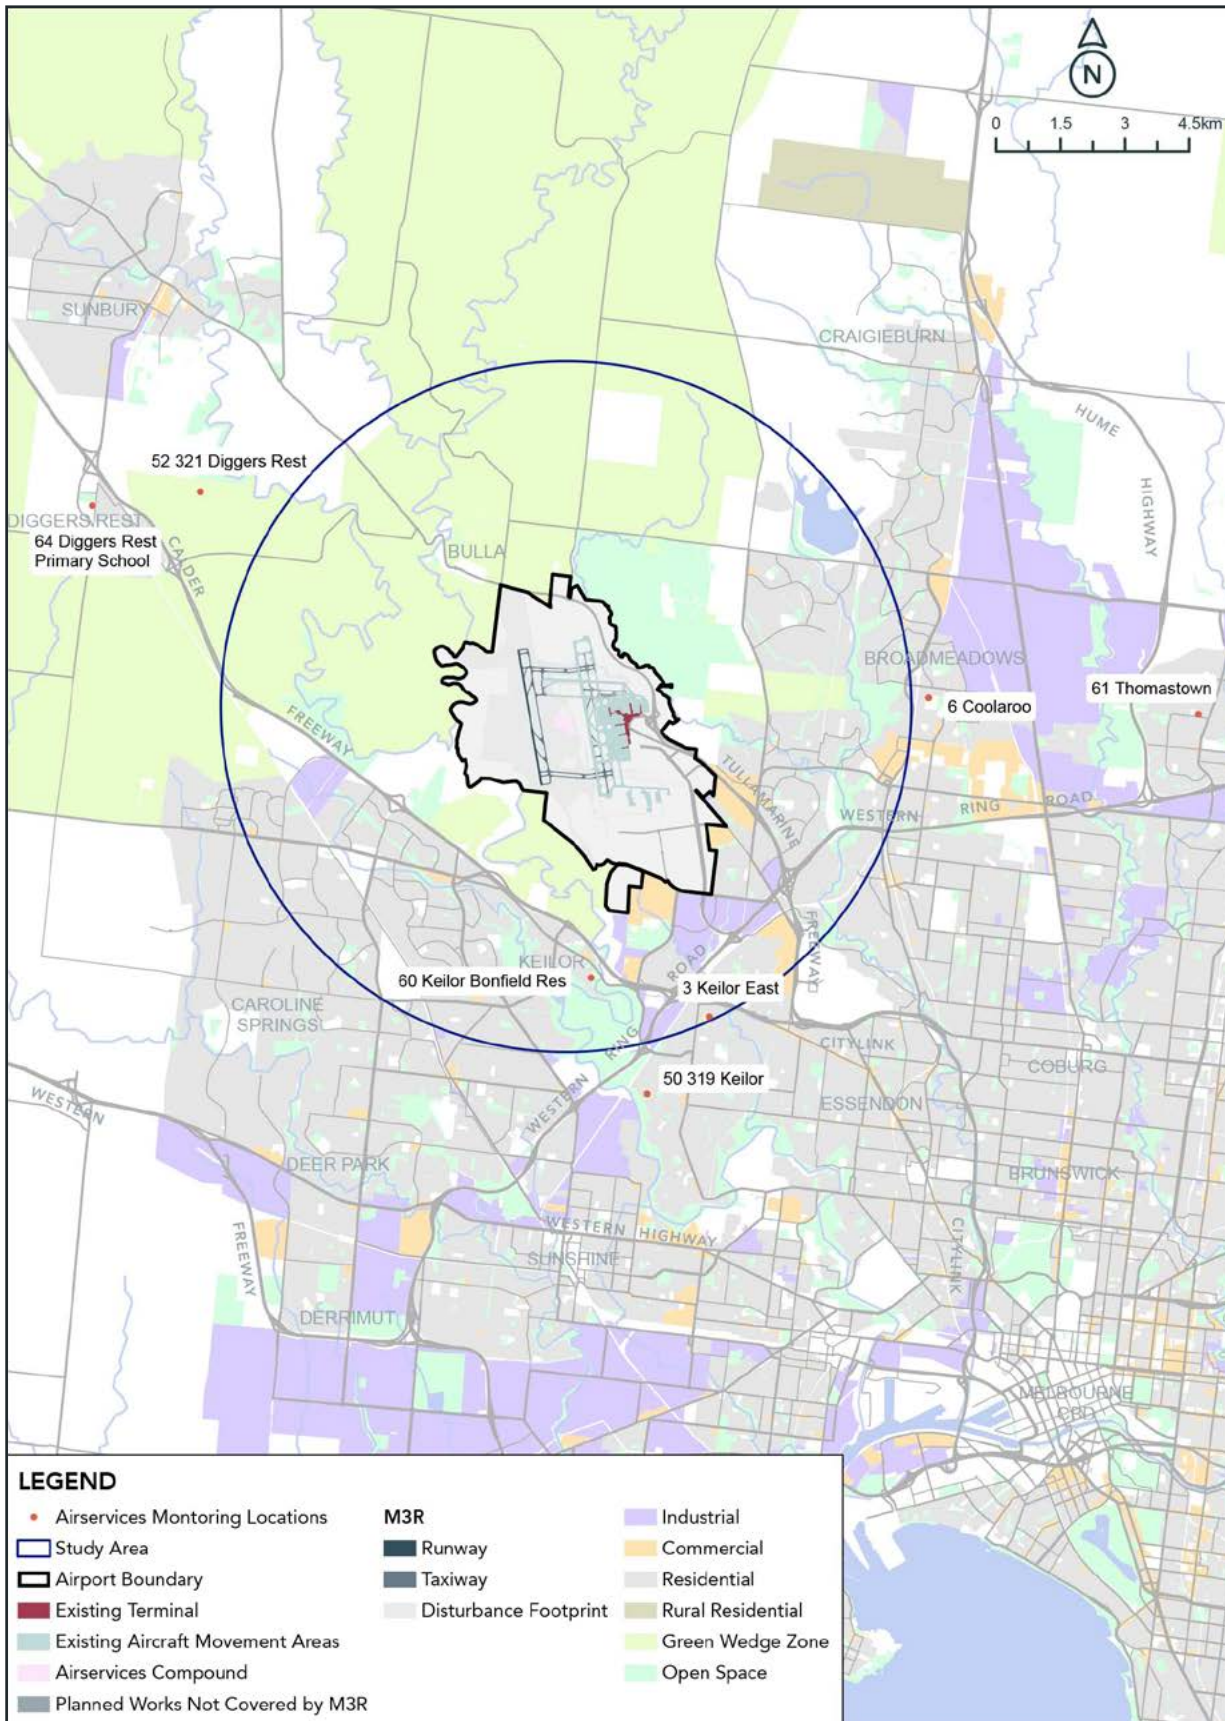 N
0 1.5 3 4.5km
SUNBURY
CRAIGIEBURN
HUME
HIGHWAY
52 321 Diggers Rest
DIGGERS REST
64 Diggers Rest
Primary School
CALDER
FREEWAY
BULLA
BROADMEADOWS
6 Coolaroo
61 Thomastown
TULLAMARINE
FREEWAY
WESTERN RING ROAD
KEILOR
60 Keilor Bonfield Res
3 Keilor East
CAROLINE
SPRINGS
WESTERN RING ROAD
CITYLINK
COBURG
50 319 Keilor
ESSENDON
WESTERN
FREEWAY
DEER PARK
BRUNSWICK
WESTERN HIGHWAY
SUNSHINE
CITYLINK
DERRIMUT
MELBOURNE
CBD
LEGEND
Airservices Montoring Locations
Study Area
Airport Boundary
Existing Terminal
Existing Aircraft Movement Areas
Airservices Compound
Planned Works Not Covered by M3R
M3R
Runway
Taxiway
Disturbance Footprint
Industrial
Commercial
Residential
Rural Residential
Green Wedge Zone
Open Space